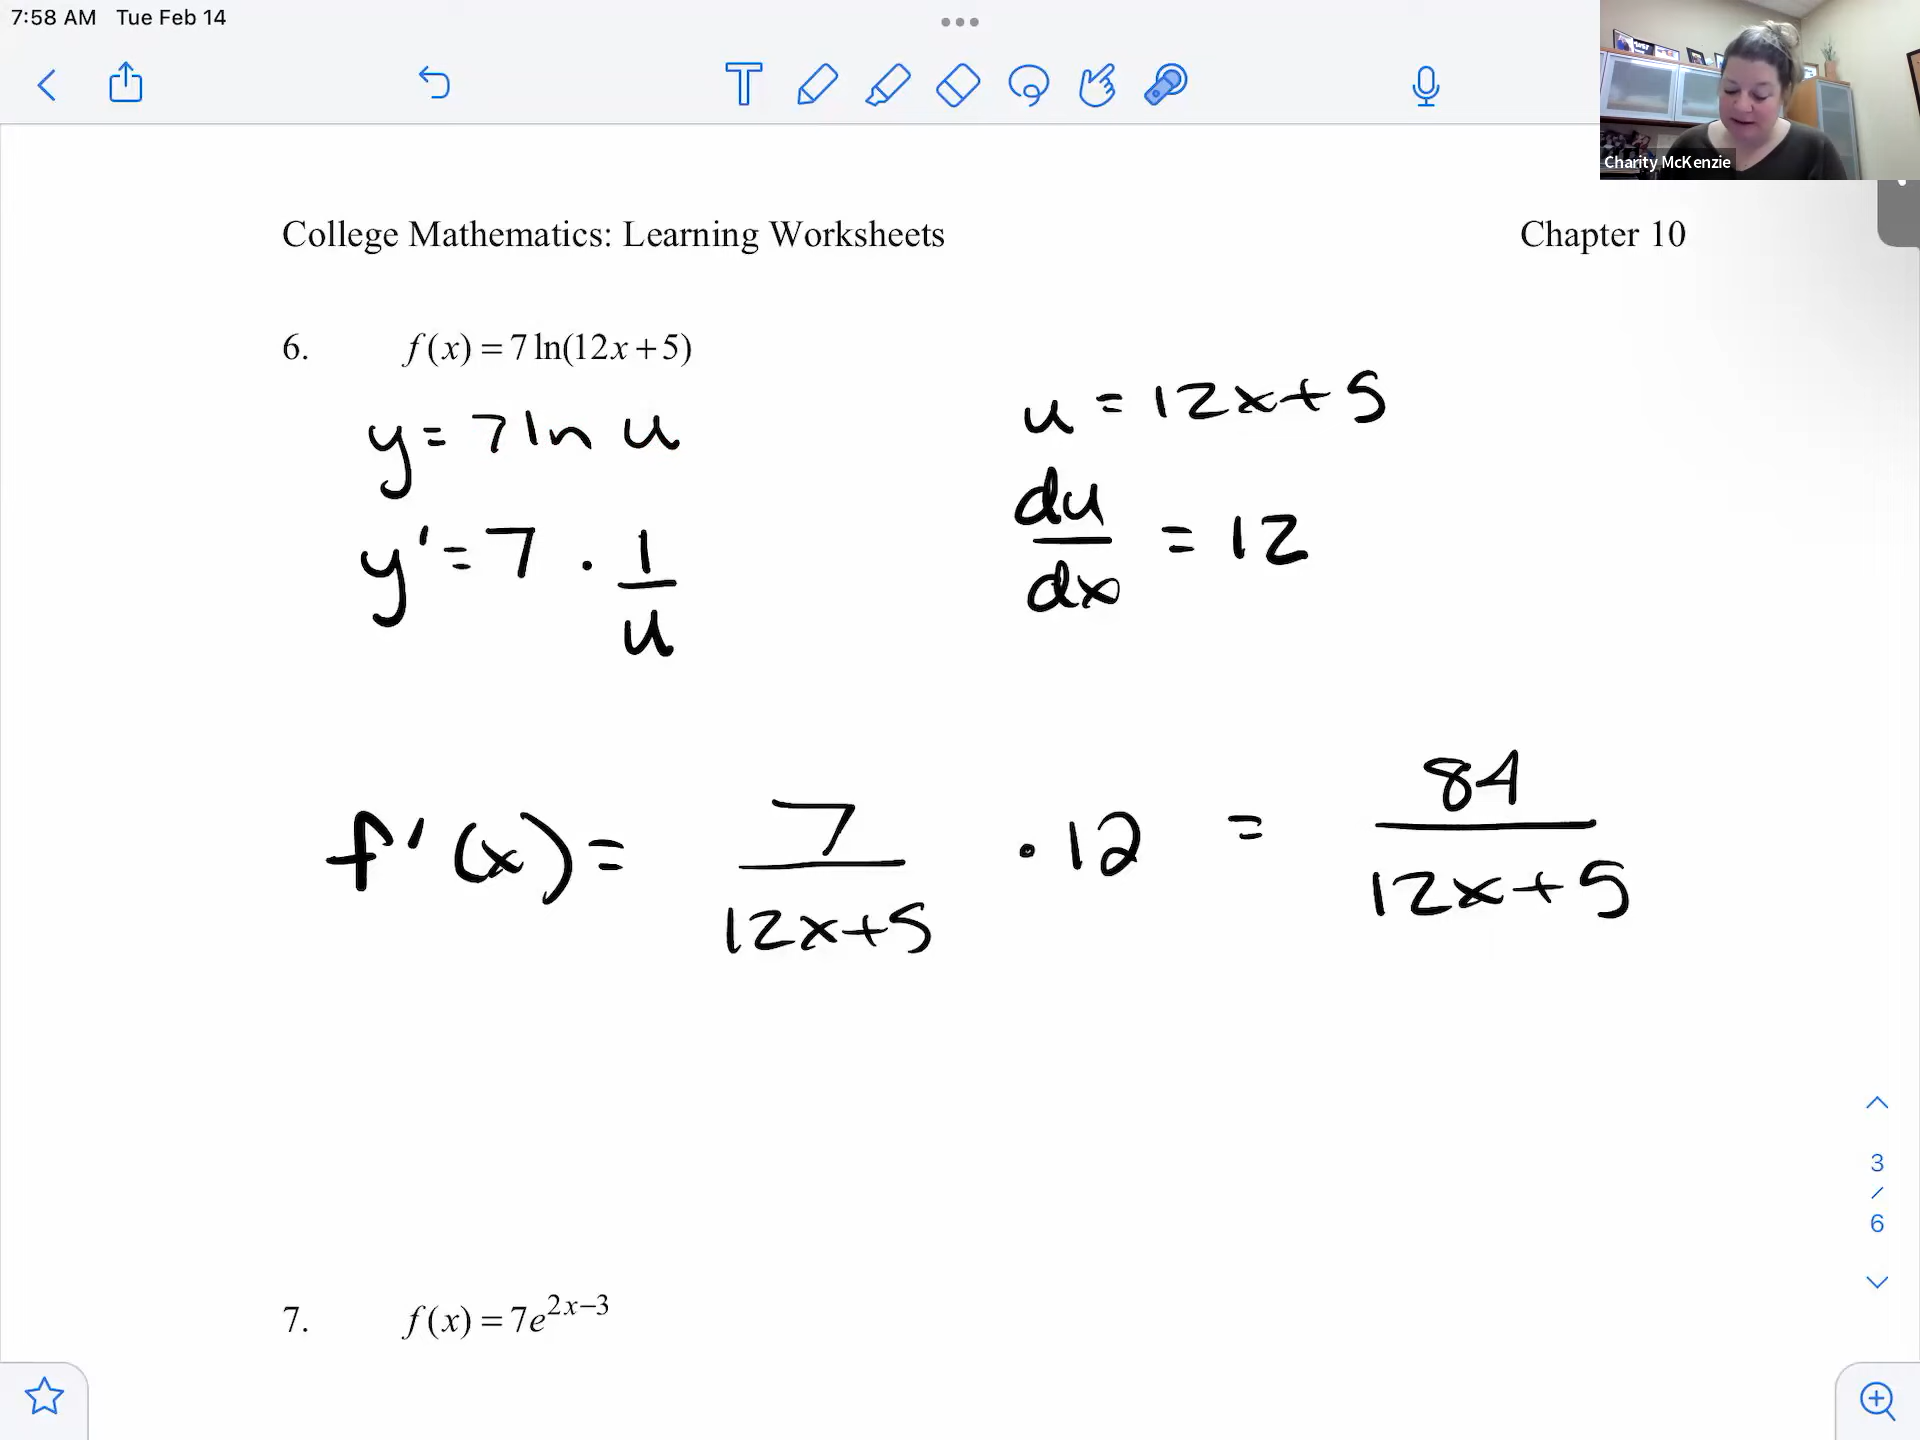 7:58 AM Tue Feb 14
Charity McKenzie
College Mathematics: Learning Worksheets Chapter 10
6. f(x) = 7 ln(12x + 5)
y = 7 ln u
u = 12x + 5
y' = 7 · 1/u
du/dx = 12
f'(x) = 7/(12x+5) · 12 = 84/(12x+5)
3
/
6
7. f(x) = 7e^{2x−3}